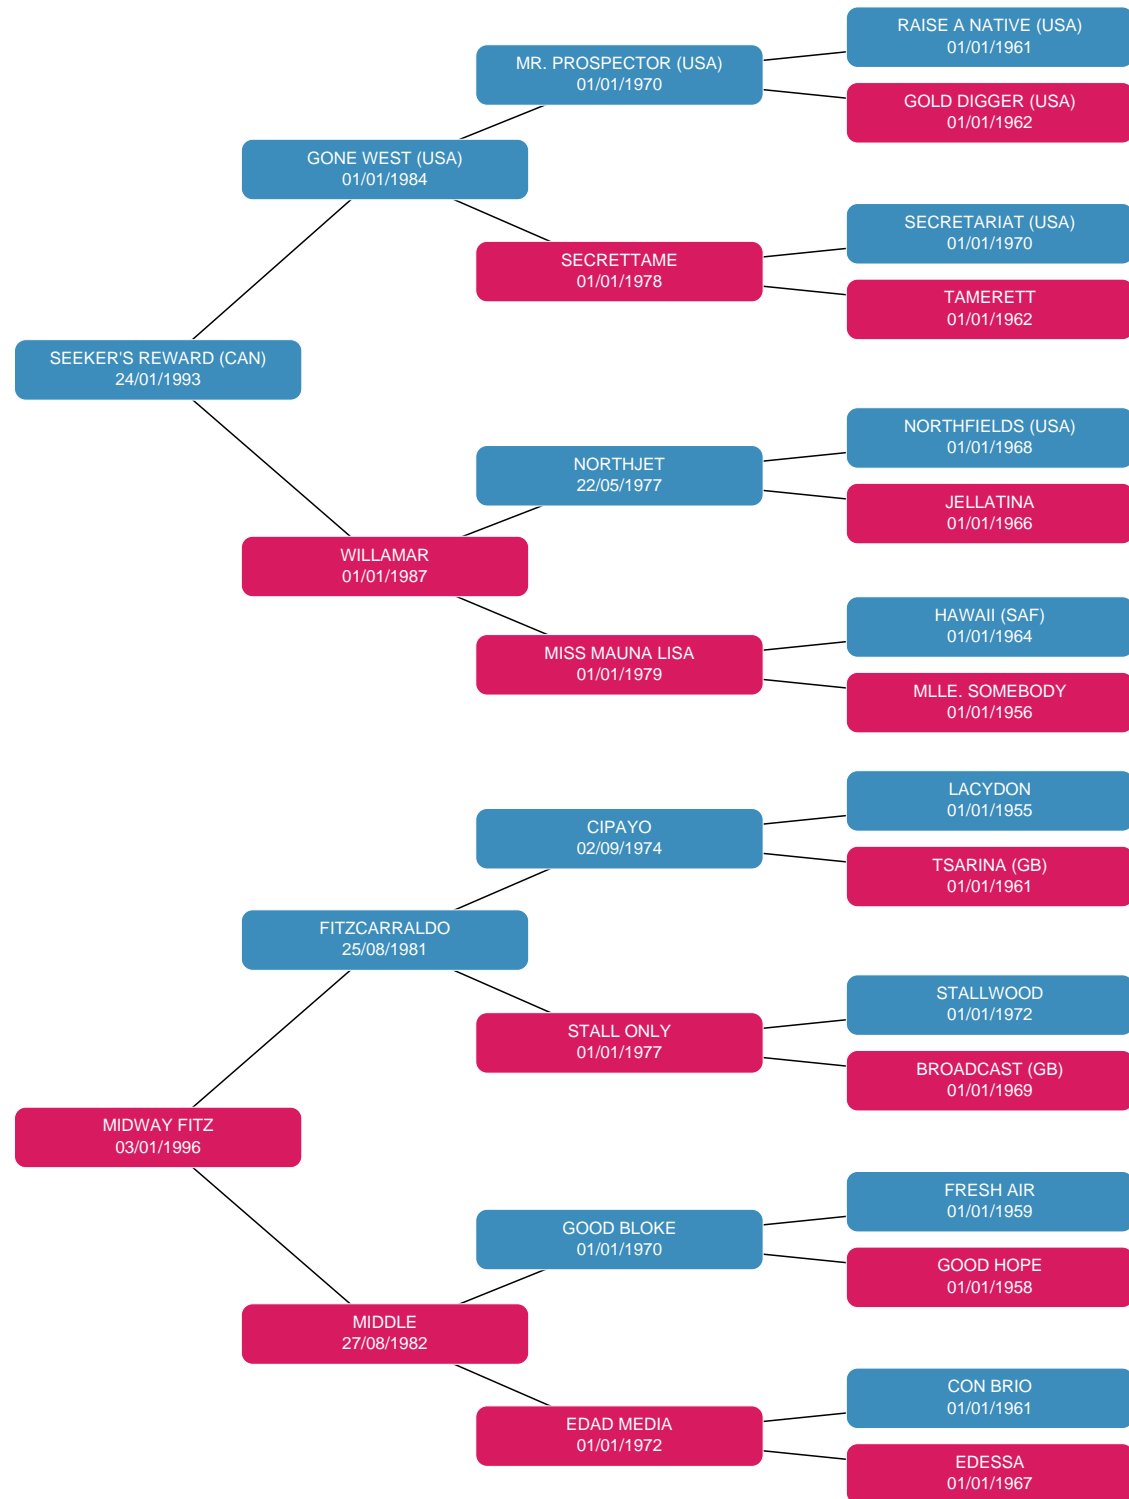 RAISE A NATIVE (USA)
01/01/1961
MR. PROSPECTOR (USA)
01/01/1970
GOLD DIGGER (USA)
01/01/1962
GONE WEST (USA)
01/01/1984
SECRETARIAT (USA)
01/01/1970
SECRETTAME
01/01/1978
TAMERETT
01/01/1962
SEEKER'S REWARD (CAN)
24/01/1993
NORTHFIELDS (USA)
01/01/1968
NORTHJET
22/05/1977
JELLATINA
01/01/1966
WILLAMAR
01/01/1987
HAWAII (SAF)
01/01/1964
MISS MAUNA LISA
01/01/1979
MLLE. SOMEBODY
01/01/1956
LACYDON
01/01/1955
CIPAYO
02/09/1974
TSARINA (GB)
01/01/1961
FITZCARRALDO
25/08/1981
STALLWOOD
01/01/1972
STALL ONLY
01/01/1977
BROADCAST (GB)
01/01/1969
MIDWAY FITZ
03/01/1996
FRESH AIR
01/01/1959
GOOD BLOKE
01/01/1970
GOOD HOPE
01/01/1958
MIDDLE
27/08/1982
CON BRIO
01/01/1961
EDAD MEDIA
01/01/1972
EDESSA
01/01/1967